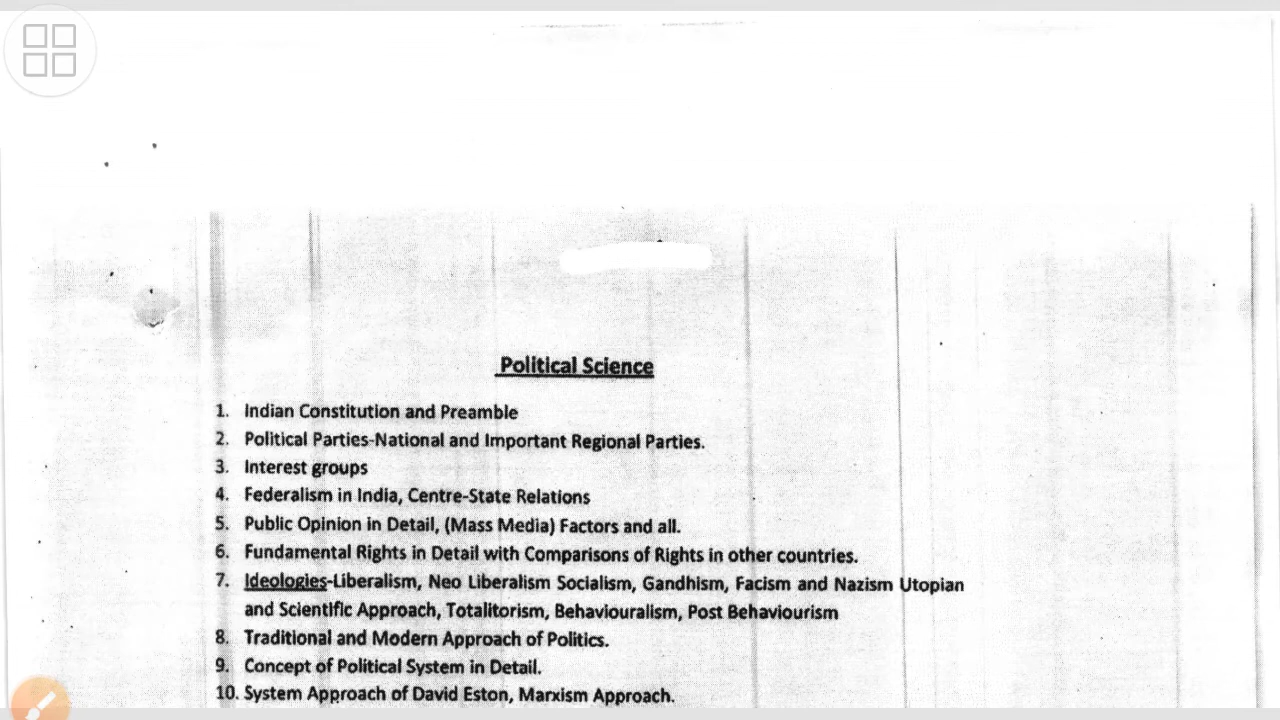 Political Science
1. Indian Constitution and Preamble
2. Political Parties-National and Important Regional Parties.
3. Interest groups
4. Federalism in India, Centre-State Relations
5. Public Opinion in Detail, (Mass Media) Factors and all.
6. Fundamental Rights in Detail with Comparisons of Rights in other countries.
7. Ideologies-Liberalism, Neo Liberalism Socialism, Gandhism, Facism and Nazism Utopian
and Scientific Approach, Totalitorism, Behaviouralism, Post Behaviourism
8. Traditional and Modern Approach of Politics.
9. Concept of Political System in Detail.
10. System Approach of David Eston, Marxism Approach.